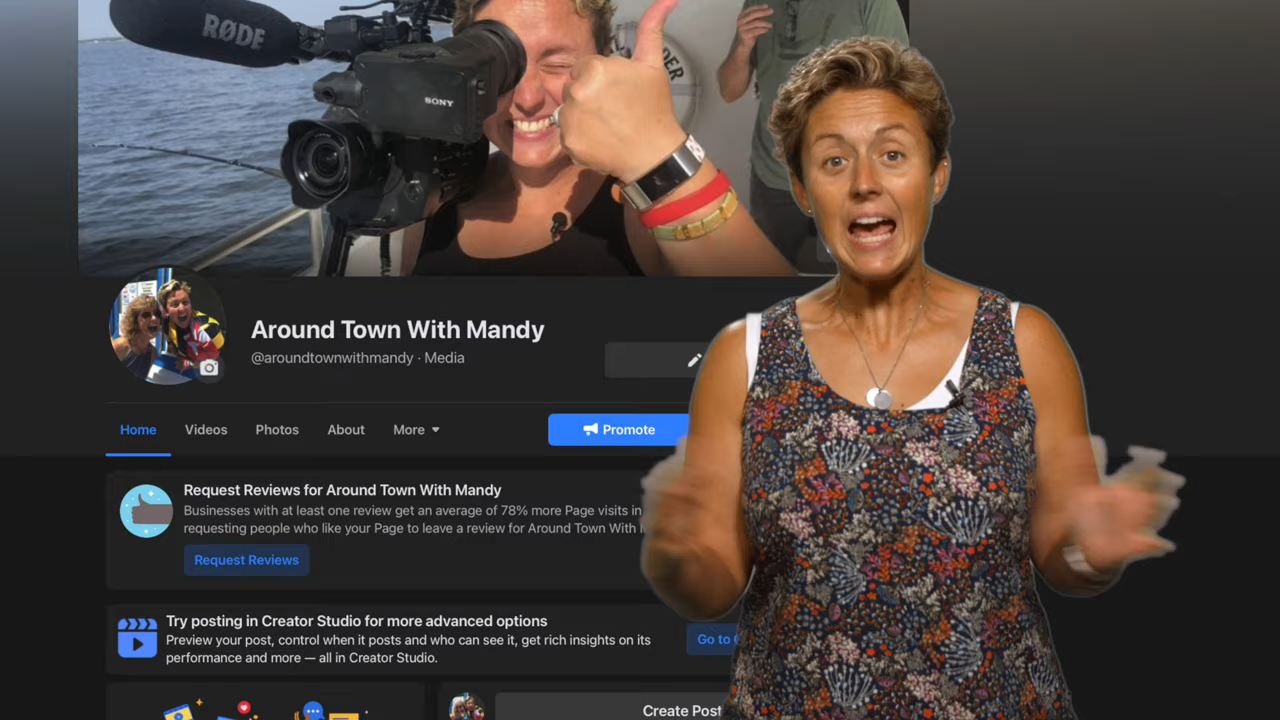 RØDE
SONY
DER
Around Town With Mandy
@aroundtownwithmandy · Media
Home Videos Photos About More
Promote
Request Reviews for Around Town With Mandy
Businesses with at least one review get an average of 78% more Page visits in
requesting people who like your Page to leave a review for Around Town With
Request Reviews
Try posting in Creator Studio for more advanced options
Preview your post, control when it posts and who can see it, get rich insights on its
performance and more — all in Creator Studio.
Go to
Create Post